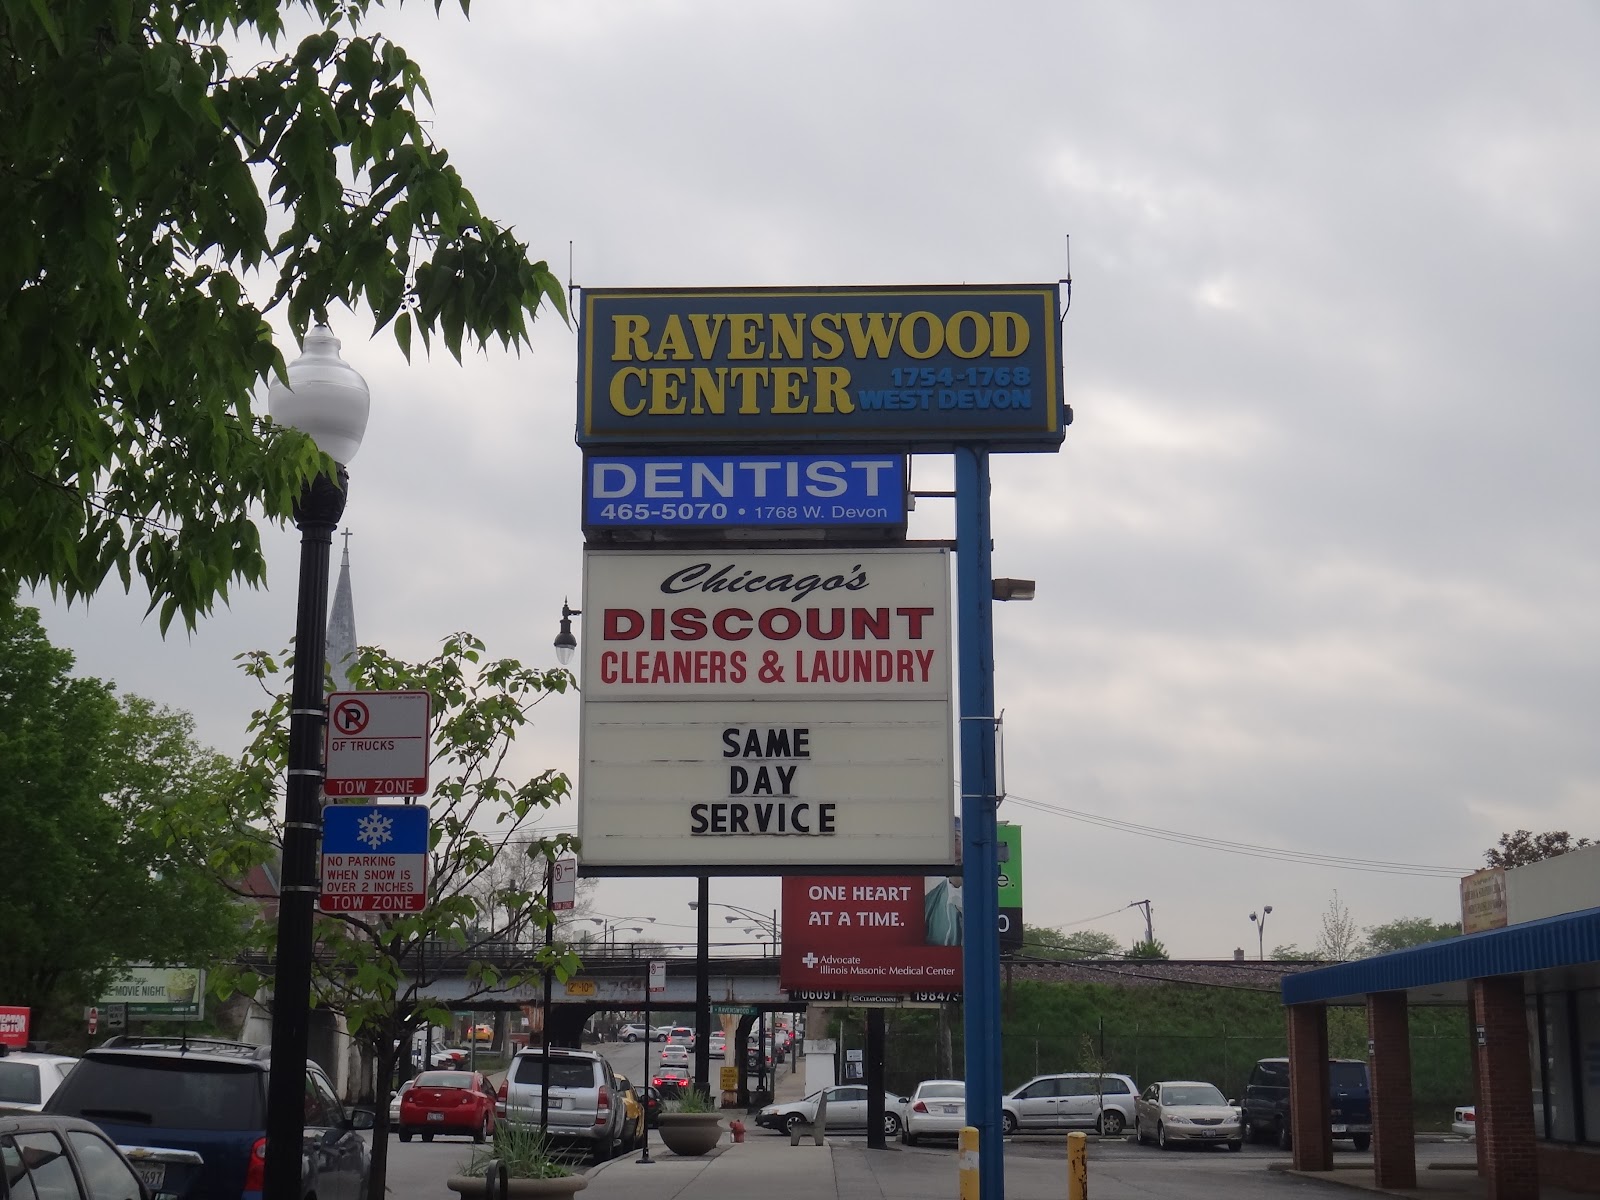 RAVENSWOOD
CENTER
1754-1768
WEST DEVON
DENTIST
465-5070 • 1768 W. Devon
Chicago's
DISCOUNT
CLEANERS & LAUNDRY
SAME
DAY
SERVICE
P
OF TRUCKS
TOW ZONE
NO PARKING
WHEN SNOW IS
OVER 2 INCHES
TOW ZONE
ONE HEART
AT A TIME.
Advocate
Illinois Masonic Medical Center
CLEARCHANNEL
MOVIE NIGHT.
RAVENSWOOD